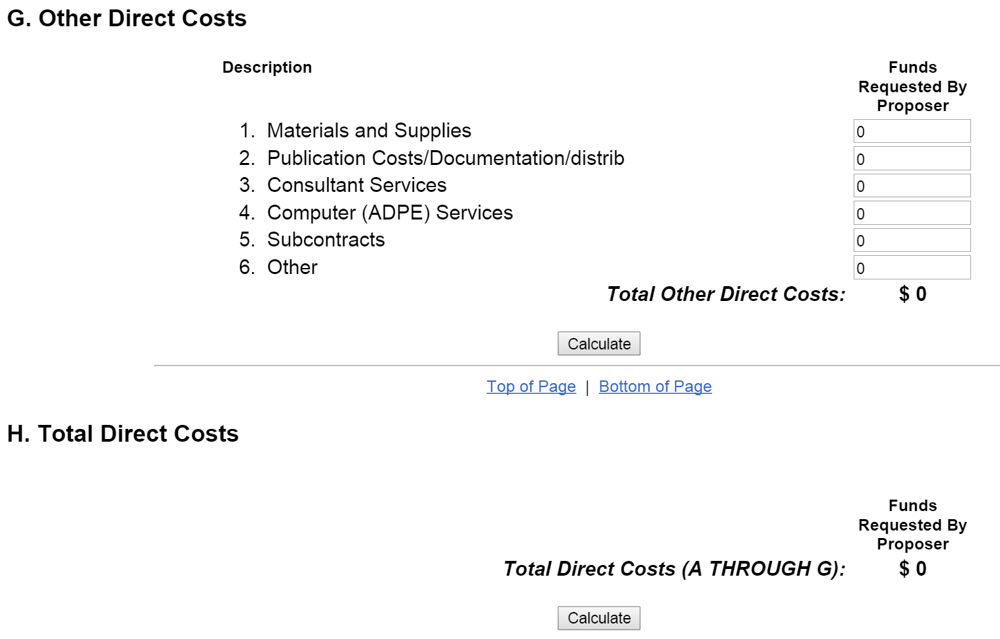 G. Other Direct Costs
Description
Funds
Requested By
Proposer
1. Materials and Supplies 0
2. Publication Costs/Documentation/distrib 0
3. Consultant Services 0
4. Computer (ADPE) Services 0
5. Subcontracts 0
6. Other 0
Total Other Direct Costs: $ 0
Calculate
Top of Page | Bottom of Page
H. Total Direct Costs
Funds
Requested By
Proposer
Total Direct Costs (A THROUGH G): $ 0
Calculate